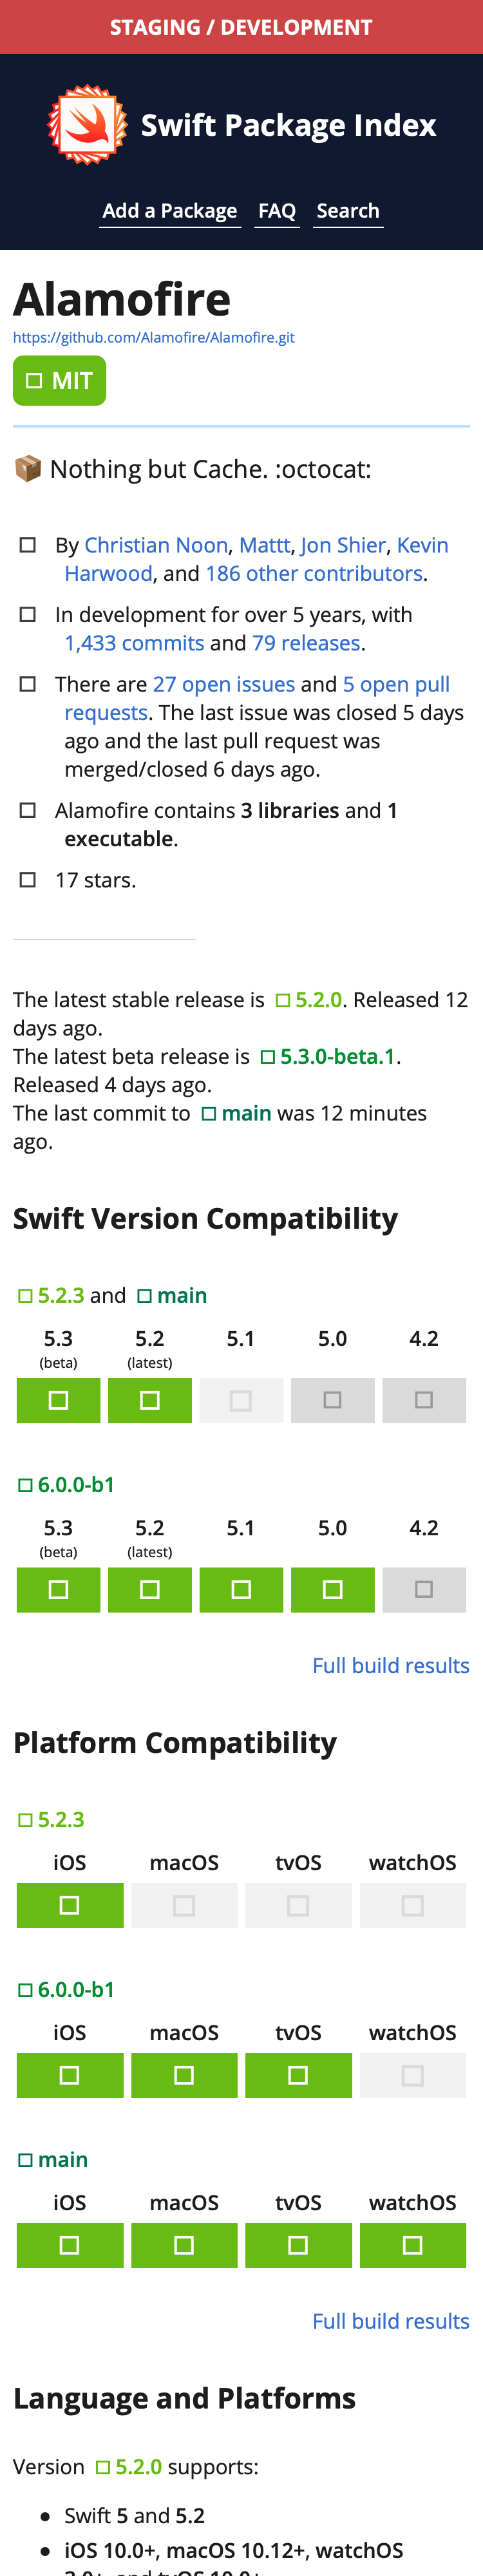 STAGING / DEVELOPMENT
Swift Package Index
Add a Package FAQ Search
Alamofire
https://github.com/Alamofire/Alamofire.git
MIT
📦 Nothing but Cache. :octocat:
By Christian Noon, Mattt, Jon Shier, Kevin
Harwood, and 186 other contributors.
In development for over 5 years, with
1,433 commits and 79 releases.
There are 27 open issues and 5 open pull
requests. The last issue was closed 5 days
ago and the last pull request was
merged/closed 6 days ago.
Alamofire contains 3 libraries and 1
executable.
17 stars.
The latest stable release is 5.2.0. Released 12
days ago.
The latest beta release is 5.3.0-beta.1.
Released 4 days ago.
The last commit to main was 12 minutes
ago.
Swift Version Compatibility
5.2.3 and main
5.3 5.2 5.1 5.0 4.2
(beta) (latest)
6.0.0-b1
5.3 5.2 5.1 5.0 4.2
(beta) (latest)
Full build results
Platform Compatibility
5.2.3
iOS macOS tvOS watchOS
6.0.0-b1
iOS macOS tvOS watchOS
main
iOS macOS tvOS watchOS
Full build results
Language and Platforms
Version 5.2.0 supports:
Swift 5 and 5.2
iOS 10.0+, macOS 10.12+, watchOS